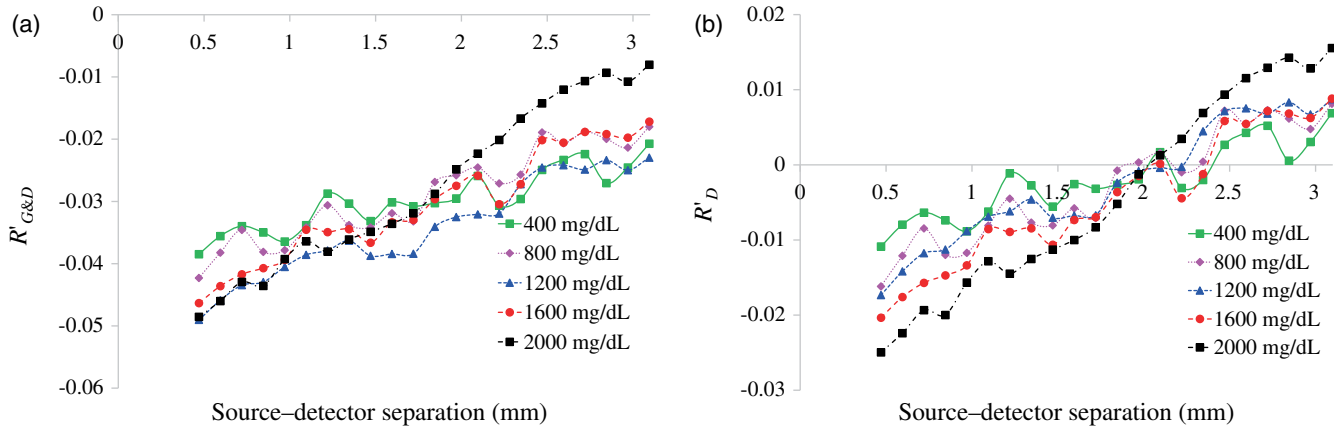 (a)
0
0
0.5
1
1.5
2
2.5
3
-0.01
-0.02
-0.03
-0.04
-0.05
-0.06
R'G&D
400 mg/dL
800 mg/dL
1200 mg/dL
1600 mg/dL
2000 mg/dL
Source–detector separation (mm)
(b)
0.02
0.01
0
-0.01
-0.02
-0.03
0.5
1
1.5
2
2.5
3
R'D
400 mg/dL
800 mg/dL
1200 mg/dL
1600 mg/dL
2000 mg/dL
Source–detector separation (mm)